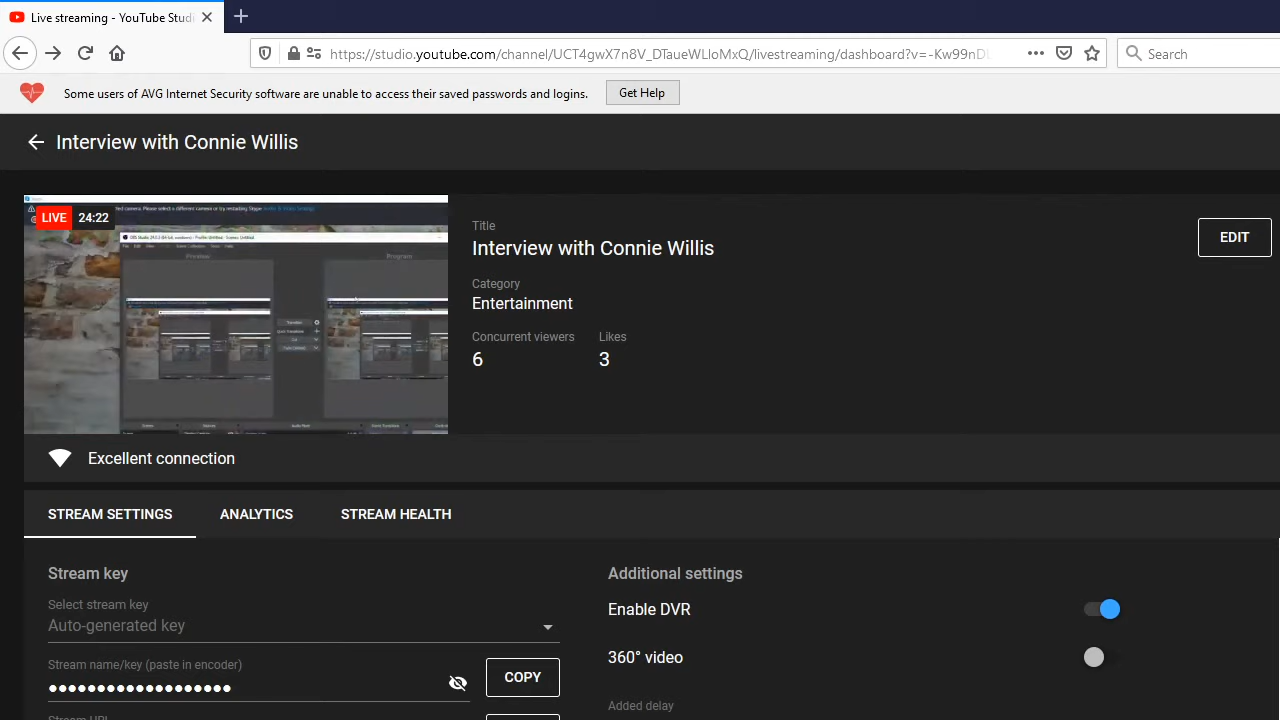 Live streaming - YouTube Studi
https://studio.youtube.com/channel/UCT4gwX7n8V_DTaueWLIoMxQ/livestreaming/dashboard?v=-Kw99nD
Search
Some users of AVG Internet Security software are unable to access their saved passwords and logins.
Get Help
Interview with Connie Willis
LIVE 24:22
Preview
Program
Title
Interview with Connie Willis
EDIT
Category
Entertainment
Concurrent viewers
Likes
6
3
Excellent connection
STREAM SETTINGS
ANALYTICS
STREAM HEALTH
Stream key
Additional settings
Select stream key
Auto-generated key
Enable DVR
Stream name/key (paste in encoder)
COPY
360° video
Added delay